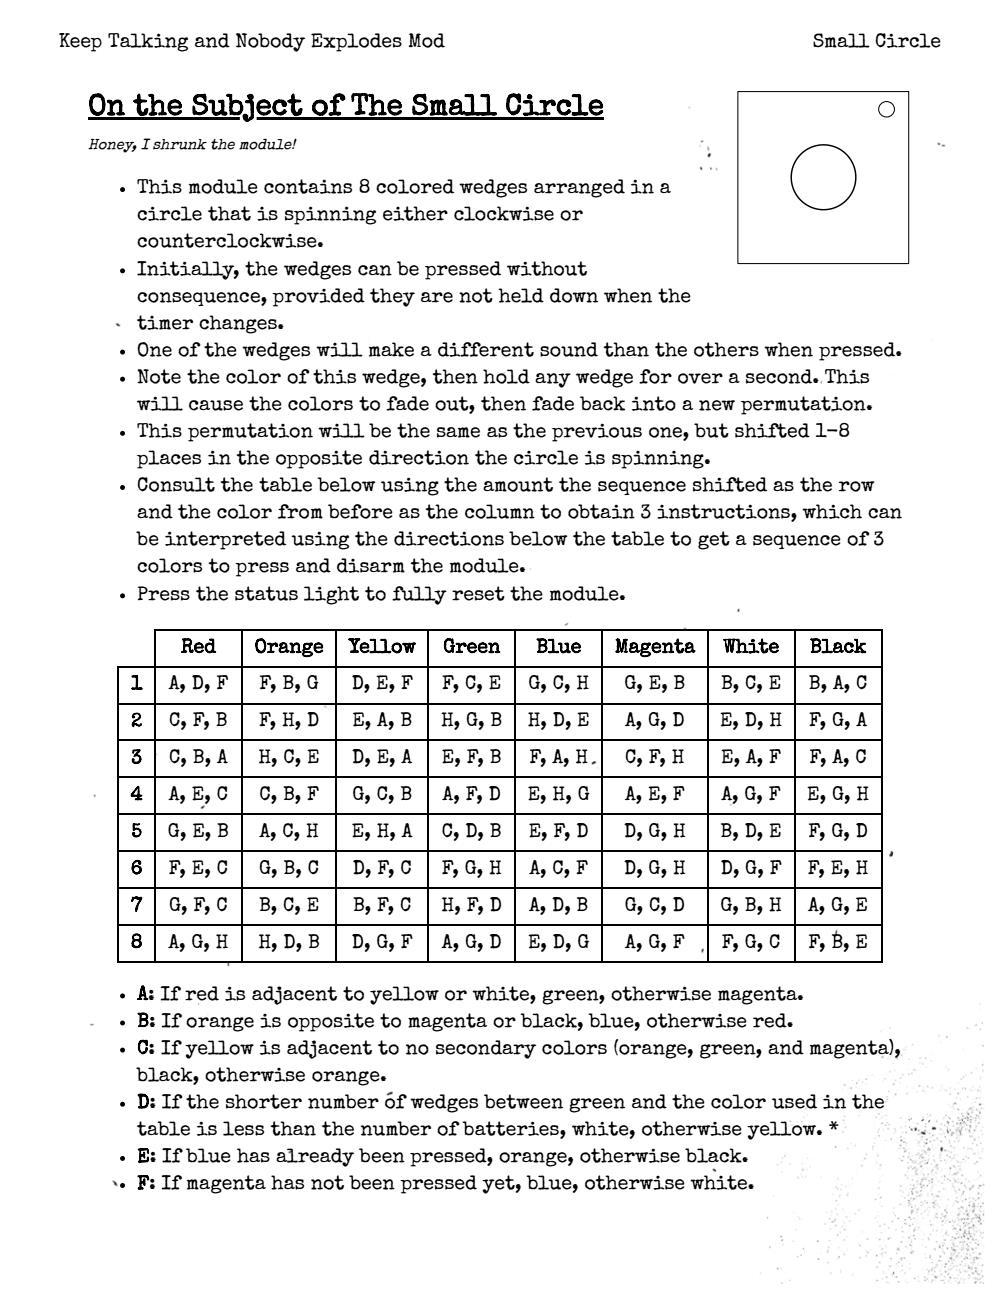 Keep Talking and Nobody Explodes Mod
Small Circle
On the Subject of The Small Circle
Honey, I shrunk the module!
• This module contains 8 colored wedges arranged in a
circle that is spinning either clockwise or
counterclockwise.
• Initially, the wedges can be pressed without
consequence, provided they are not held down when the
timer changes.
• One of the wedges will make a different sound than the others when pressed.
• Note the color of this wedge, then hold any wedge for over a second. This
will cause the colors to fade out, then fade back into a new permutation.
• This permutation will be the same as the previous one, but shifted 1-8
places in the opposite direction the circle is spinning.
• Consult the table below using the amount the sequence shifted as the row
and the color from before as the column to obtain 3 instructions, which can
be interpreted using the directions below the table to get a sequence of 3
colors to press and disarm the module.
• Press the status light to fully reset the module.
Red Orange Yellow Green Blue Magenta White Black
1 A, D, F F, B, G D, E, F F, C, E G, C, H G, E, B B, C, E B, A, C
2 C, F, B F, H, D E, A, B H, G, B H, D, E A, G, D E, D, H F, G, A
3 C, B, A H, C, E D, E, A E, F, B F, A, H C, F, H E, A, F F, A, C
4 A, E, C C, B, F G, C, B A, F, D E, H, G A, E, F A, G, F E, G, H
5 G, E, B A, C, H E, H, A C, D, B E, F, D D, G, H B, D, E F, G, D
6 F, E, C G, B, C D, F, C F, G, H A, C, F D, G, H D, G, F F, E, H
7 G, F, C B, C, E B, F, C H, F, D A, D, B G, C, D G, B, H A, G, E
8 A, G, H H, D, B D, G, F A, G, D E, D, G A, G, F F, G, C F, B, E
• A: If red is adjacent to yellow or white, green, otherwise magenta.
• B: If orange is opposite to magenta or black, blue, otherwise red.
• C: If yellow is adjacent to no secondary colors (orange, green, and magenta),
black, otherwise orange.
• D: If the shorter number of wedges between green and the color used in the
table is less than the number of batteries, white, otherwise yellow. *
• E: If blue has already been pressed, orange, otherwise black.
• F: If magenta has not been pressed yet, blue, otherwise white.